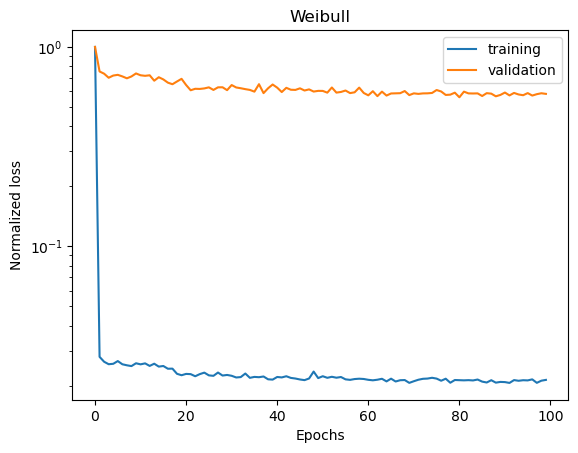 Weibull
training
validation
Normalized loss
10⁰
10⁻¹
0 20 40 60 80 100
Epochs